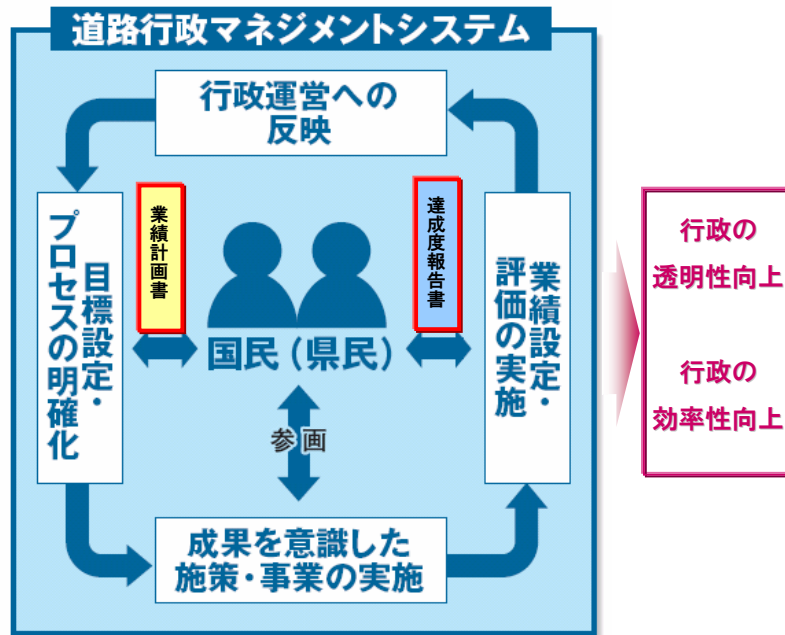 道路行政マネジメントシステム
行政運営への
反映
業績計画書
達成度報告書
目標設定・
プロセスの明確化
業績設定・
評価の実施
国民(県民)
参画
成果を意識した
施策・事業の実施
行政の
透明性向上
行政の
効率性向上